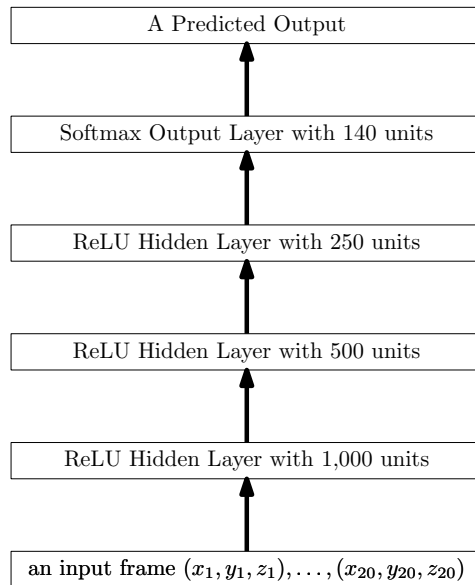 A Predicted Output
Softmax Output Layer with 140 units
ReLU Hidden Layer with 250 units
ReLU Hidden Layer with 500 units
ReLU Hidden Layer with 1,000 units
an input frame (x₁, y₁, z₁), . . . , (x₂₀, y₂₀, z₂₀)